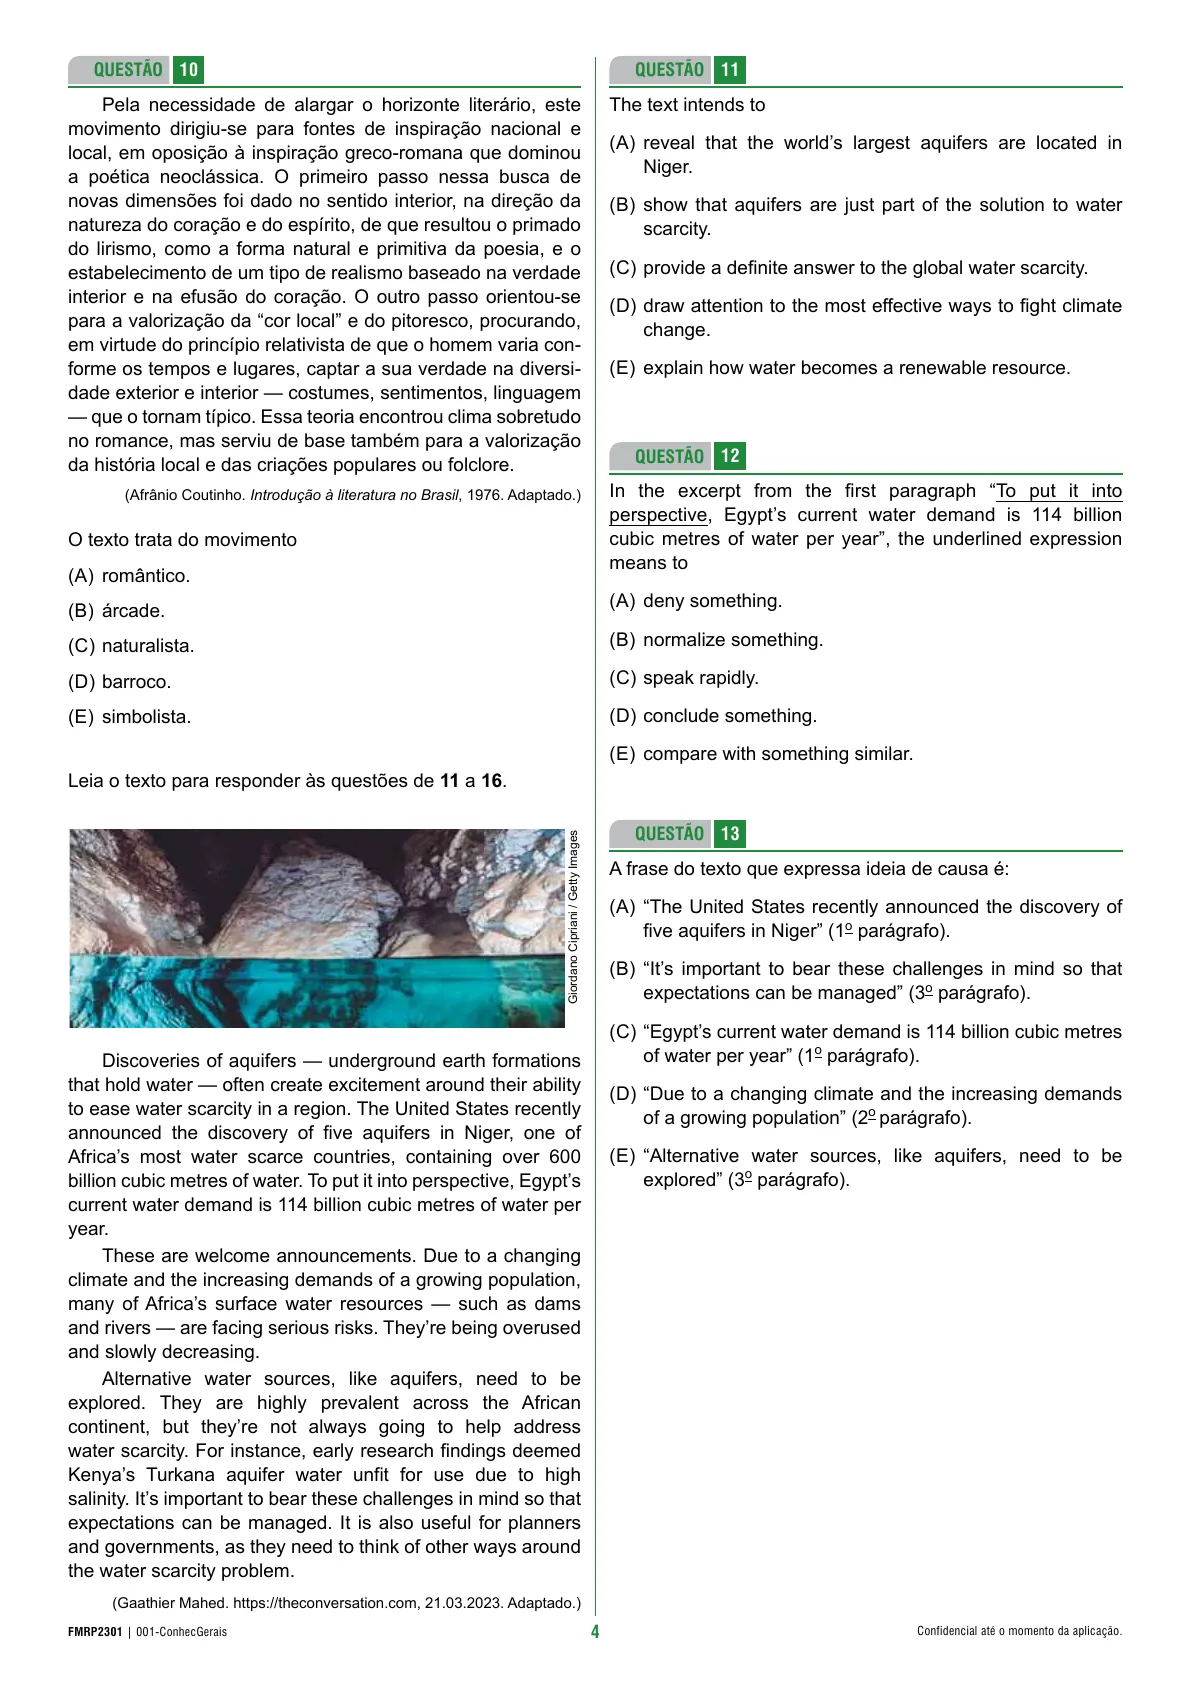 QUESTÃO 10
Pela necessidade de alargar o horizonte literário, este
movimento dirigiu-se para fontes de inspiração nacional e
local, em oposição à inspiração greco-romana que dominou
a poética neoclássica. O primeiro passo nessa busca de
novas dimensões foi dado no sentido interior, na direção da
natureza do coração e do espírito, de que resultou o primado
do lirismo, como a forma natural e primitiva da poesia, e o
estabelecimento de um tipo de realismo baseado na verdade
interior e na efusão do coração. O outro passo orientou-se
para a valorização da “cor local” e do pitoresco, procurando,
em virtude do princípio relativista de que o homem varia con-
forme os tempos e lugares, captar a sua verdade na diversi-
dade exterior e interior — costumes, sentimentos, linguagem
— que o tornam típico. Essa teoria encontrou clima sobretudo
no romance, mas serviu de base também para a valorização
da história local e das criações populares ou folclore.
(Afrânio Coutinho. Introdução à literatura no Brasil, 1976. Adaptado.)
O texto trata do movimento
(A) romântico.
(B) árcade.
(C) naturalista.
(D) barroco.
(E) simbolista.
Leia o texto para responder às questões de 11 a 16.
Giordano Cipriani / Getty Images
Discoveries of aquifers — underground earth formations
that hold water — often create excitement around their ability
to ease water scarcity in a region. The United States recently
announced the discovery of five aquifers in Niger, one of
Africa’s most water scarce countries, containing over 600
billion cubic metres of water. To put it into perspective, Egypt’s
current water demand is 114 billion cubic metres of water per
year.
These are welcome announcements. Due to a changing
climate and the increasing demands of a growing population,
many of Africa’s surface water resources — such as dams
and rivers — are facing serious risks. They’re being overused
and slowly decreasing.
Alternative water sources, like aquifers, need to be
explored. They are highly prevalent across the African
continent, but they’re not always going to help address
water scarcity. For instance, early research findings deemed
Kenya’s Turkana aquifer water unfit for use due to high
salinity. It’s important to bear these challenges in mind so that
expectations can be managed. It is also useful for planners
and governments, as they need to think of other ways around
the water scarcity problem.
(Gaathier Mahed. https://theconversation.com, 21.03.2023. Adaptado.)
QUESTÃO 11
The text intends to
(A) reveal that the world’s largest aquifers are located in
Niger.
(B) show that aquifers are just part of the solution to water
scarcity.
(C) provide a definite answer to the global water scarcity.
(D) draw attention to the most effective ways to fight climate
change.
(E) explain how water becomes a renewable resource.
QUESTÃO 12
In the excerpt from the first paragraph “To put it into
perspective, Egypt’s current water demand is 114 billion
cubic metres of water per year”, the underlined expression
means to
(A) deny something.
(B) normalize something.
(C) speak rapidly.
(D) conclude something.
(E) compare with something similar.
QUESTÃO 13
A frase do texto que expressa ideia de causa é:
(A) “The United States recently announced the discovery of
five aquifers in Niger” (1º parágrafo).
(B) “It’s important to bear these challenges in mind so that
expectations can be managed” (3º parágrafo).
(C) “Egypt’s current water demand is 114 billion cubic metres
of water per year” (1º parágrafo).
(D) “Due to a changing climate and the increasing demands
of a growing population” (2º parágrafo).
(E) “Alternative water sources, like aquifers, need to be
explored” (3º parágrafo).
FMRP2301 | 001-ConhecGerais
4
Confidencial até o momento da aplicação.